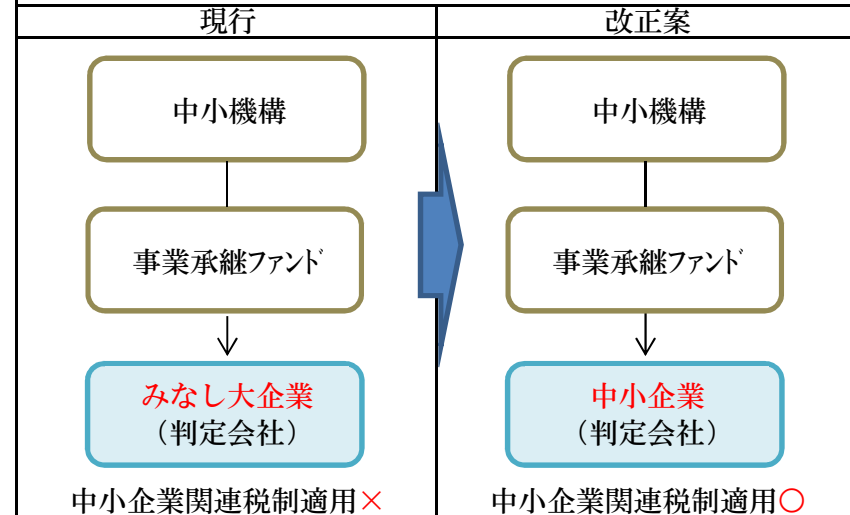 現行
中小機構
事業承継ファンド
みなし大企業
（判定会社）
中小企業関連税制適用×
改正案
中小機構
事業承継ファンド
中小企業
（判定会社）
中小企業関連税制適用〇